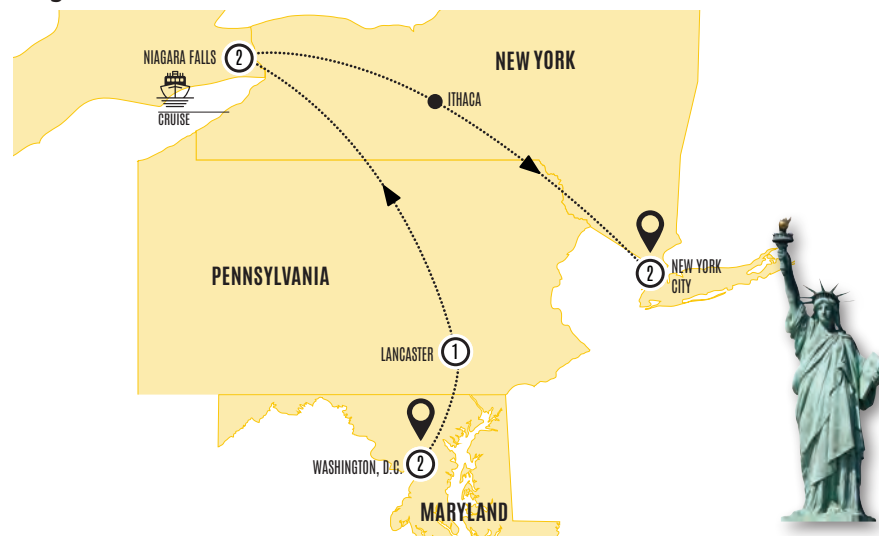 NIAGARA FALLS
2
NEW YORK
CRUISE
ITHACA
PENNSYLVANIA
2
NEW YORK
CITY
LANCASTER
1
WASHINGTON, D.C.
2
MARYLAND